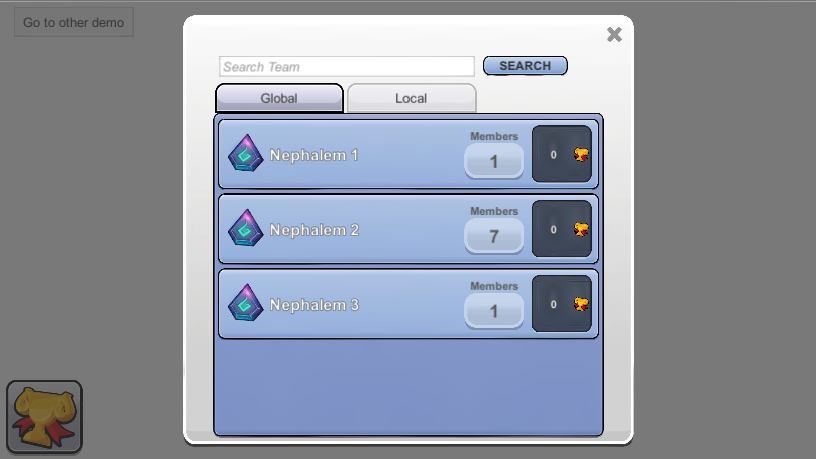 Go to other demo
Search Team
SEARCH
Global
Local
Nephalem 1
Members
1
0
Nephalem 2
Members
7
0
Nephalem 3
Members
1
0